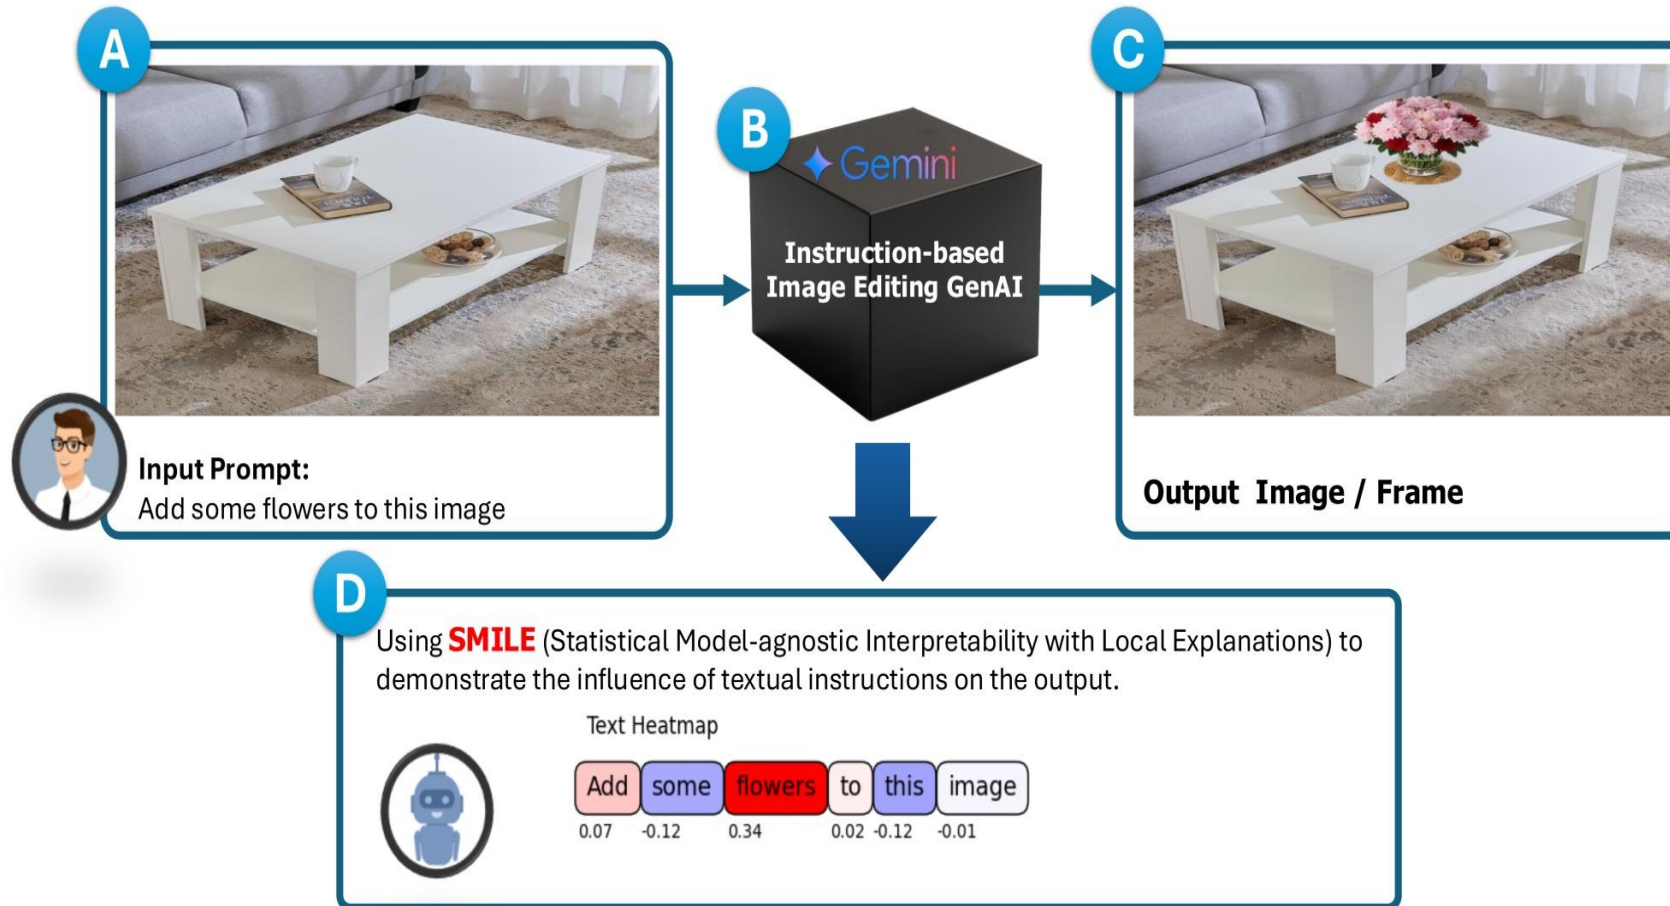 A
Input Prompt:
Add some flowers to this image
B
Gemini
Instruction-based
Image Editing GenAI
C
Output Image / Frame
D
Using SMILE (Statistical Model-agnostic Interpretability with Local Explanations) to
demonstrate the influence of textual instructions on the output.
Text Heatmap
Add some flowers to this image
0.07 -0.12 0.34 0.02 -0.12 -0.01